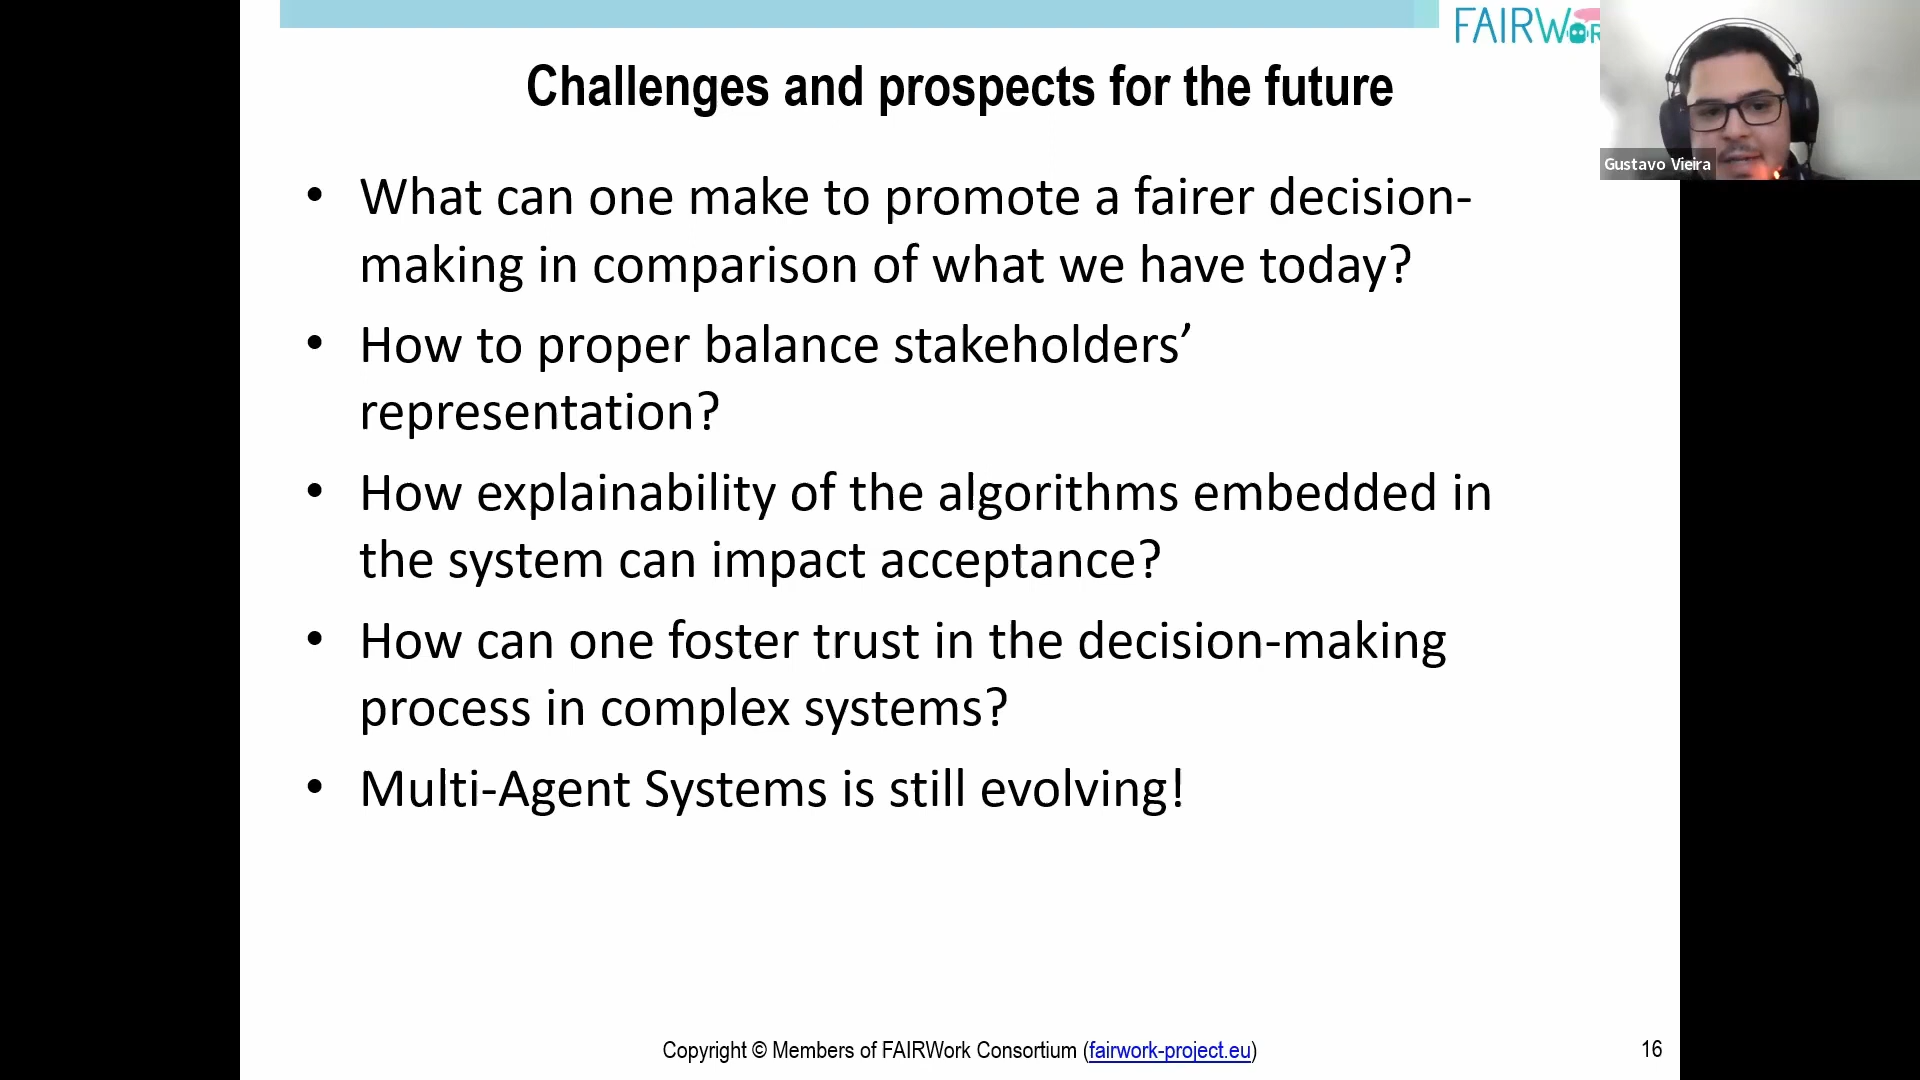 FAIRWor
Challenges and prospects for the future
Gustavo Vieira
• What can one make to promote a fairer decision-
making in comparison of what we have today?
• How to proper balance stakeholders’
representation?
• How explainability of the algorithms embedded in
the system can impact acceptance?
• How can one foster trust in the decision-making
process in complex systems?
• Multi-Agent Systems is still evolving!
Copyright © Members of FAIRWork Consortium (fairwork-project.eu)
16